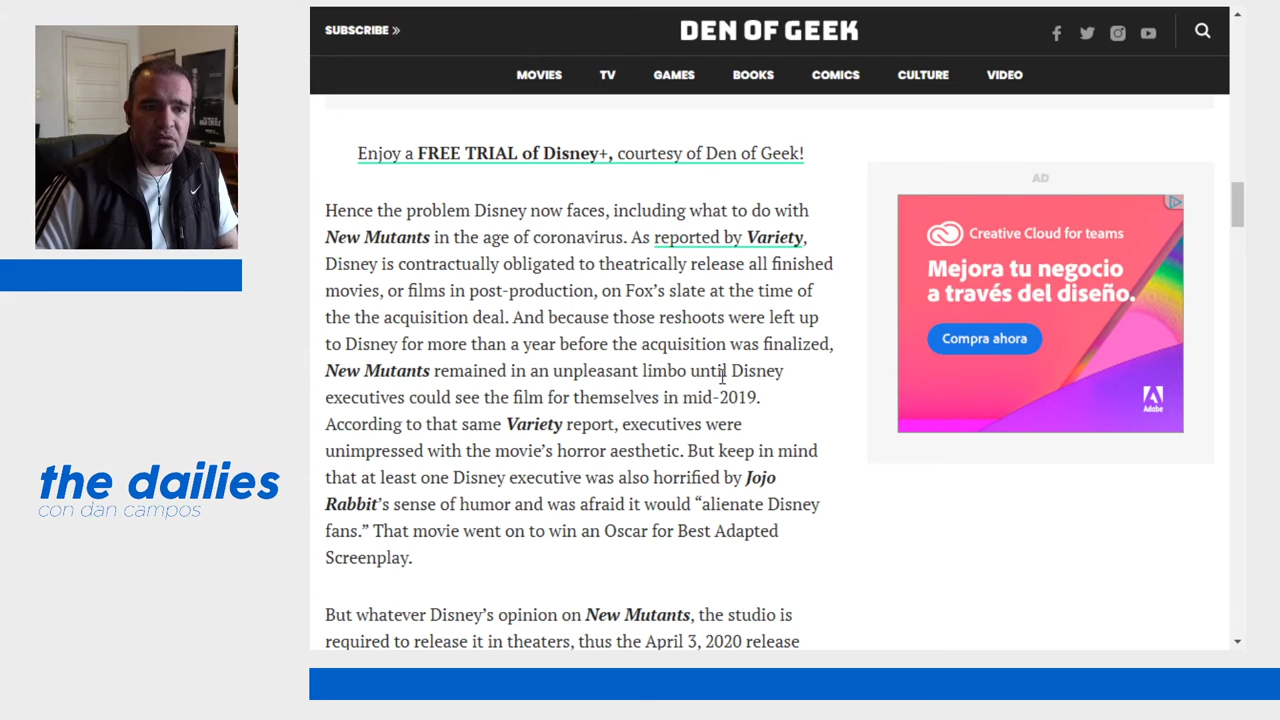 SUBSCRIBE »
DEN OF GEEK
MOVIES TV GAMES BOOKS COMICS CULTURE VIDEO
Enjoy a FREE TRIAL of Disney+, courtesy of Den of Geek!
Hence the problem Disney now faces, including what to do with
New Mutants in the age of coronavirus. As reported by Variety,
Disney is contractually obligated to theatrically release all finished
movies, or films in post-production, on Fox's slate at the time of
the the acquisition deal. And because those reshoots were left up
to Disney for more than a year before the acquisition was finalized,
New Mutants remained in an unpleasant limbo until Disney
executives could see the film for themselves in mid-2019.
According to that same Variety report, executives were
unimpressed with the movie's horror aesthetic. But keep in mind
that at least one Disney executive was also horrified by Jojo
Rabbit's sense of humor and was afraid it would “alienate Disney
fans.” That movie went on to win an Oscar for Best Adapted
Screenplay.
But whatever Disney's opinion on New Mutants, the studio is
required to release it in theaters, thus the April 3, 2020 release
AD
Creative Cloud for teams
Mejora tu negocio
a través del diseño.
Compra ahora
Adobe
the dailies
con dan campos